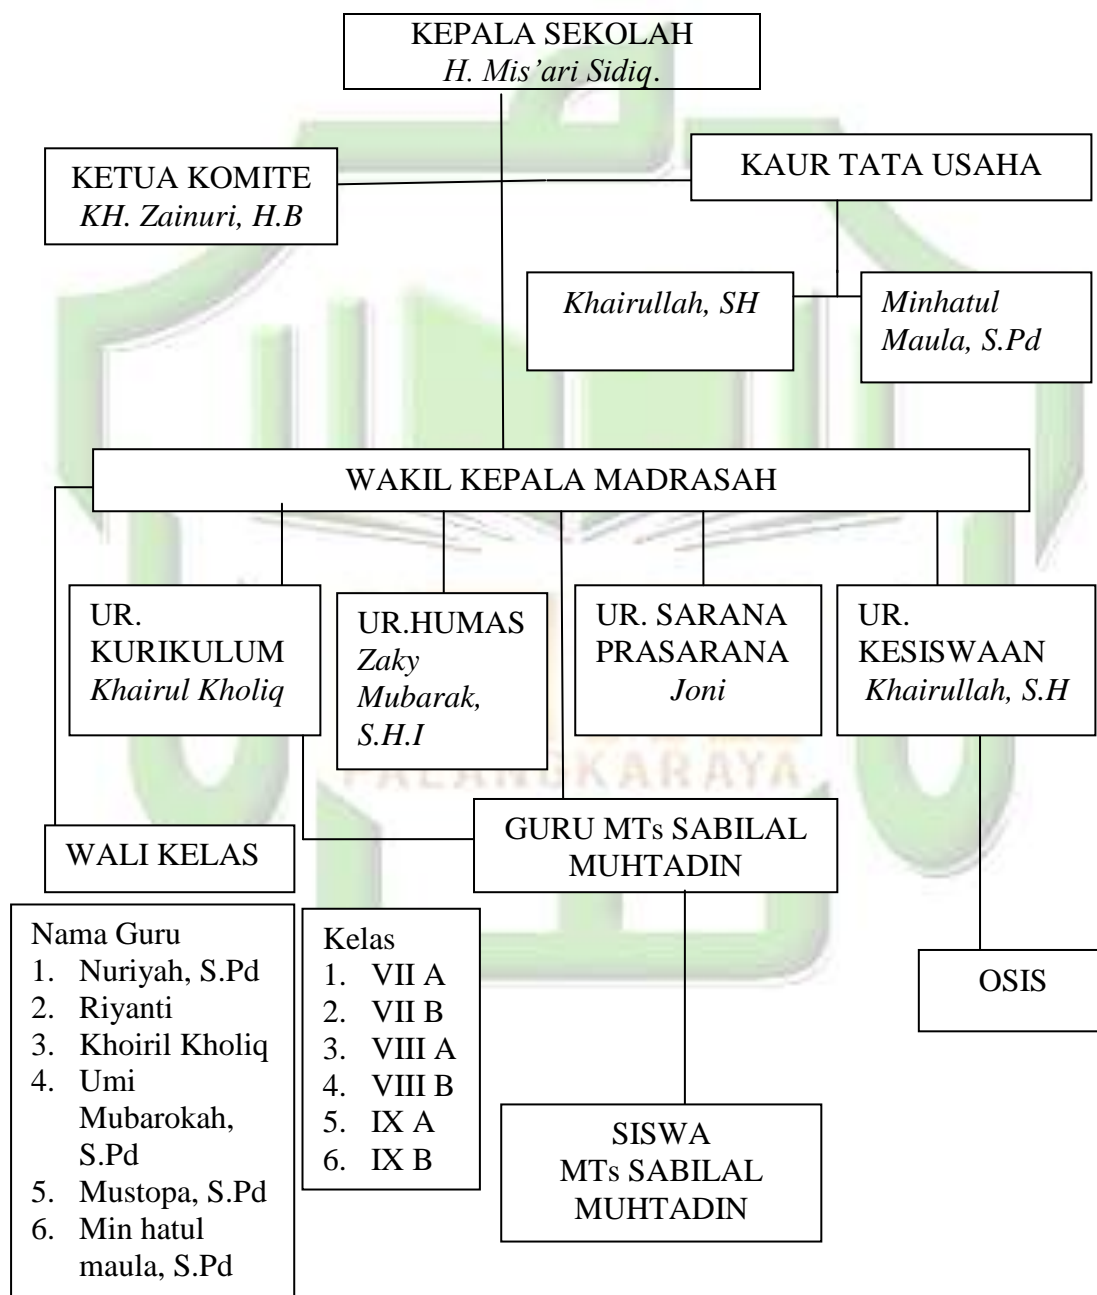 KEPALA SEKOLAH
H. Mis’ari Sidiq.
KETUA KOMITE
KH. Zainuri, H.B
KAUR TATA USAHA
Khairullah, SH
Minhatul
Maula, S.Pd
WAKIL KEPALA MADRASAH
UR.
KURIKULUM
Khairul Kholiq
UR.HUMAS
Zaky
Mubarak,
S.H.I
UR. SARANA
PRASARANA
Joni
UR.
KESISWAAN
Khairullah, S.H
PALANGKARAYA
WALI KELAS
GURU MTs SABILAL
MUHTADIN
Nama Guru
1. Nuriyah, S.Pd
2. Riyanti
3. Khoiril Kholiq
4. Umi
Mubarokah,
S.Pd
5. Mustopa, S.Pd
6. Min hatul
maula, S.Pd
Kelas
1. VII A
2. VII B
3. VIII A
4. VIII B
5. IX A
6. IX B
OSIS
SISWA
MTs SABILAL
MUHTADIN